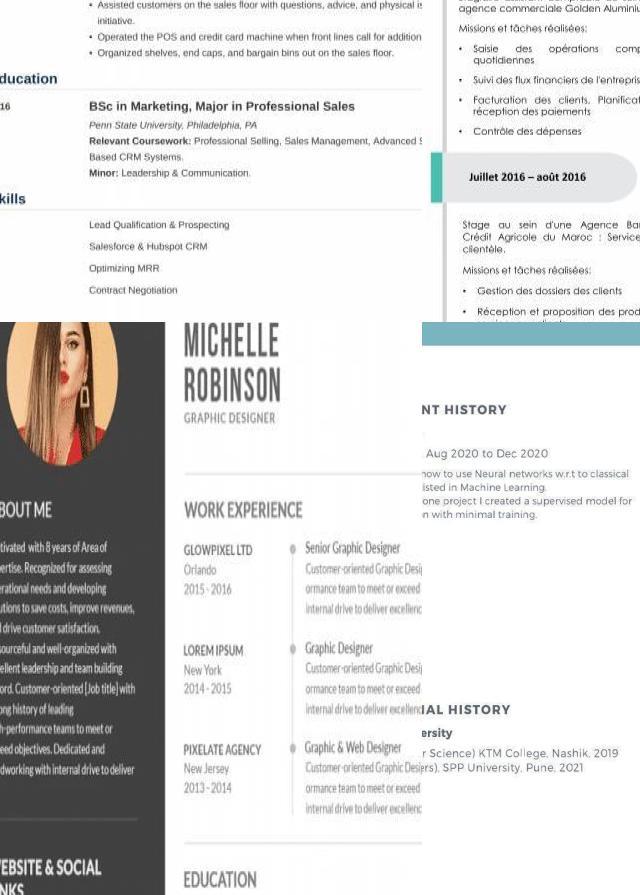 • Assisted customers on the sales floor with questions, advice, and physical
initiative.
• Operated the POS and credit card machine when front lines call for addition
• Organized shelves, end caps, and bargain bins out on the sales floor.
ducation
16
BSc in Marketing, Major in Professional Sales
Penn State University, Philadelphia, PA
Relevant Coursework: Professional Selling, Sales Management, Advanced
Based CRM Systems.
Minor: Leadership & Communication.
kills
Lead Qualification & Prospecting
Salesforce & Hubspot CRM
Optimizing MRR
Contract Negotiation
agence commerciale Golden Aluminiu
Missions et tâches réalisées:
• Saisie des opérations comp
quotidiennes
• Suivi des flux financiers de l'entrepris
• Facturation des clients, Planificat
réception des paiements
• Contrôle des dépenses
Juillet 2016 – août 2016
Stage au sein d'une Agence Ba
Crédit Agricole du Maroc : Service
clientèle.
Missions et tâches réalisées:
• Gestion des dossiers des clients
• Réception et proposition des prod
MICHELLE
ROBINSON
GRAPHIC DESIGNER
BOUT ME
tivated with 8 years of Area of
ertise. Recognized for assessing
erational needs and developing
utions to save costs, improve revenues,
d drive customer satisfaction.
sourceful and well-organized with
ellent leadership and team building
ord. Customer-oriented [Job title] with
ong history of leading
h-performance teams to meet or
eed objectives. Dedicated and
dworking with internal drive to deliver
EBSITE & SOCIAL
NKS
WORK EXPERIENCE
GLOWPIXEL LTD
Orlando
2015 - 2016
Senior Graphic Designer
Customer-oriented Graphic Desi
ormance team to meet or exceed
internal drive to deliver excellenc
LOREM IPSUM
New York
2014 - 2015
Graphic Designer
Customer-oriented Graphic Desi
ormance team to meet or exceed
internal drive to deliver excellenc
PIXELATE AGENCY
New Jersey
2013 - 2014
Graphic & Web Designer
Customer-oriented Graphic Desi
ormance team to meet or exceed
internal drive to deliver excellenc
EDUCATION
NT HISTORY
Aug 2020 to Dec 2020
how to use Neural networks w.r.t to classical
isted in Machine Learning.
one project I created a supervised model for
n with minimal training.
IAL HISTORY
ersity
r Science) KTM College, Nashik, 2019
ers), SPP University, Pune, 2021